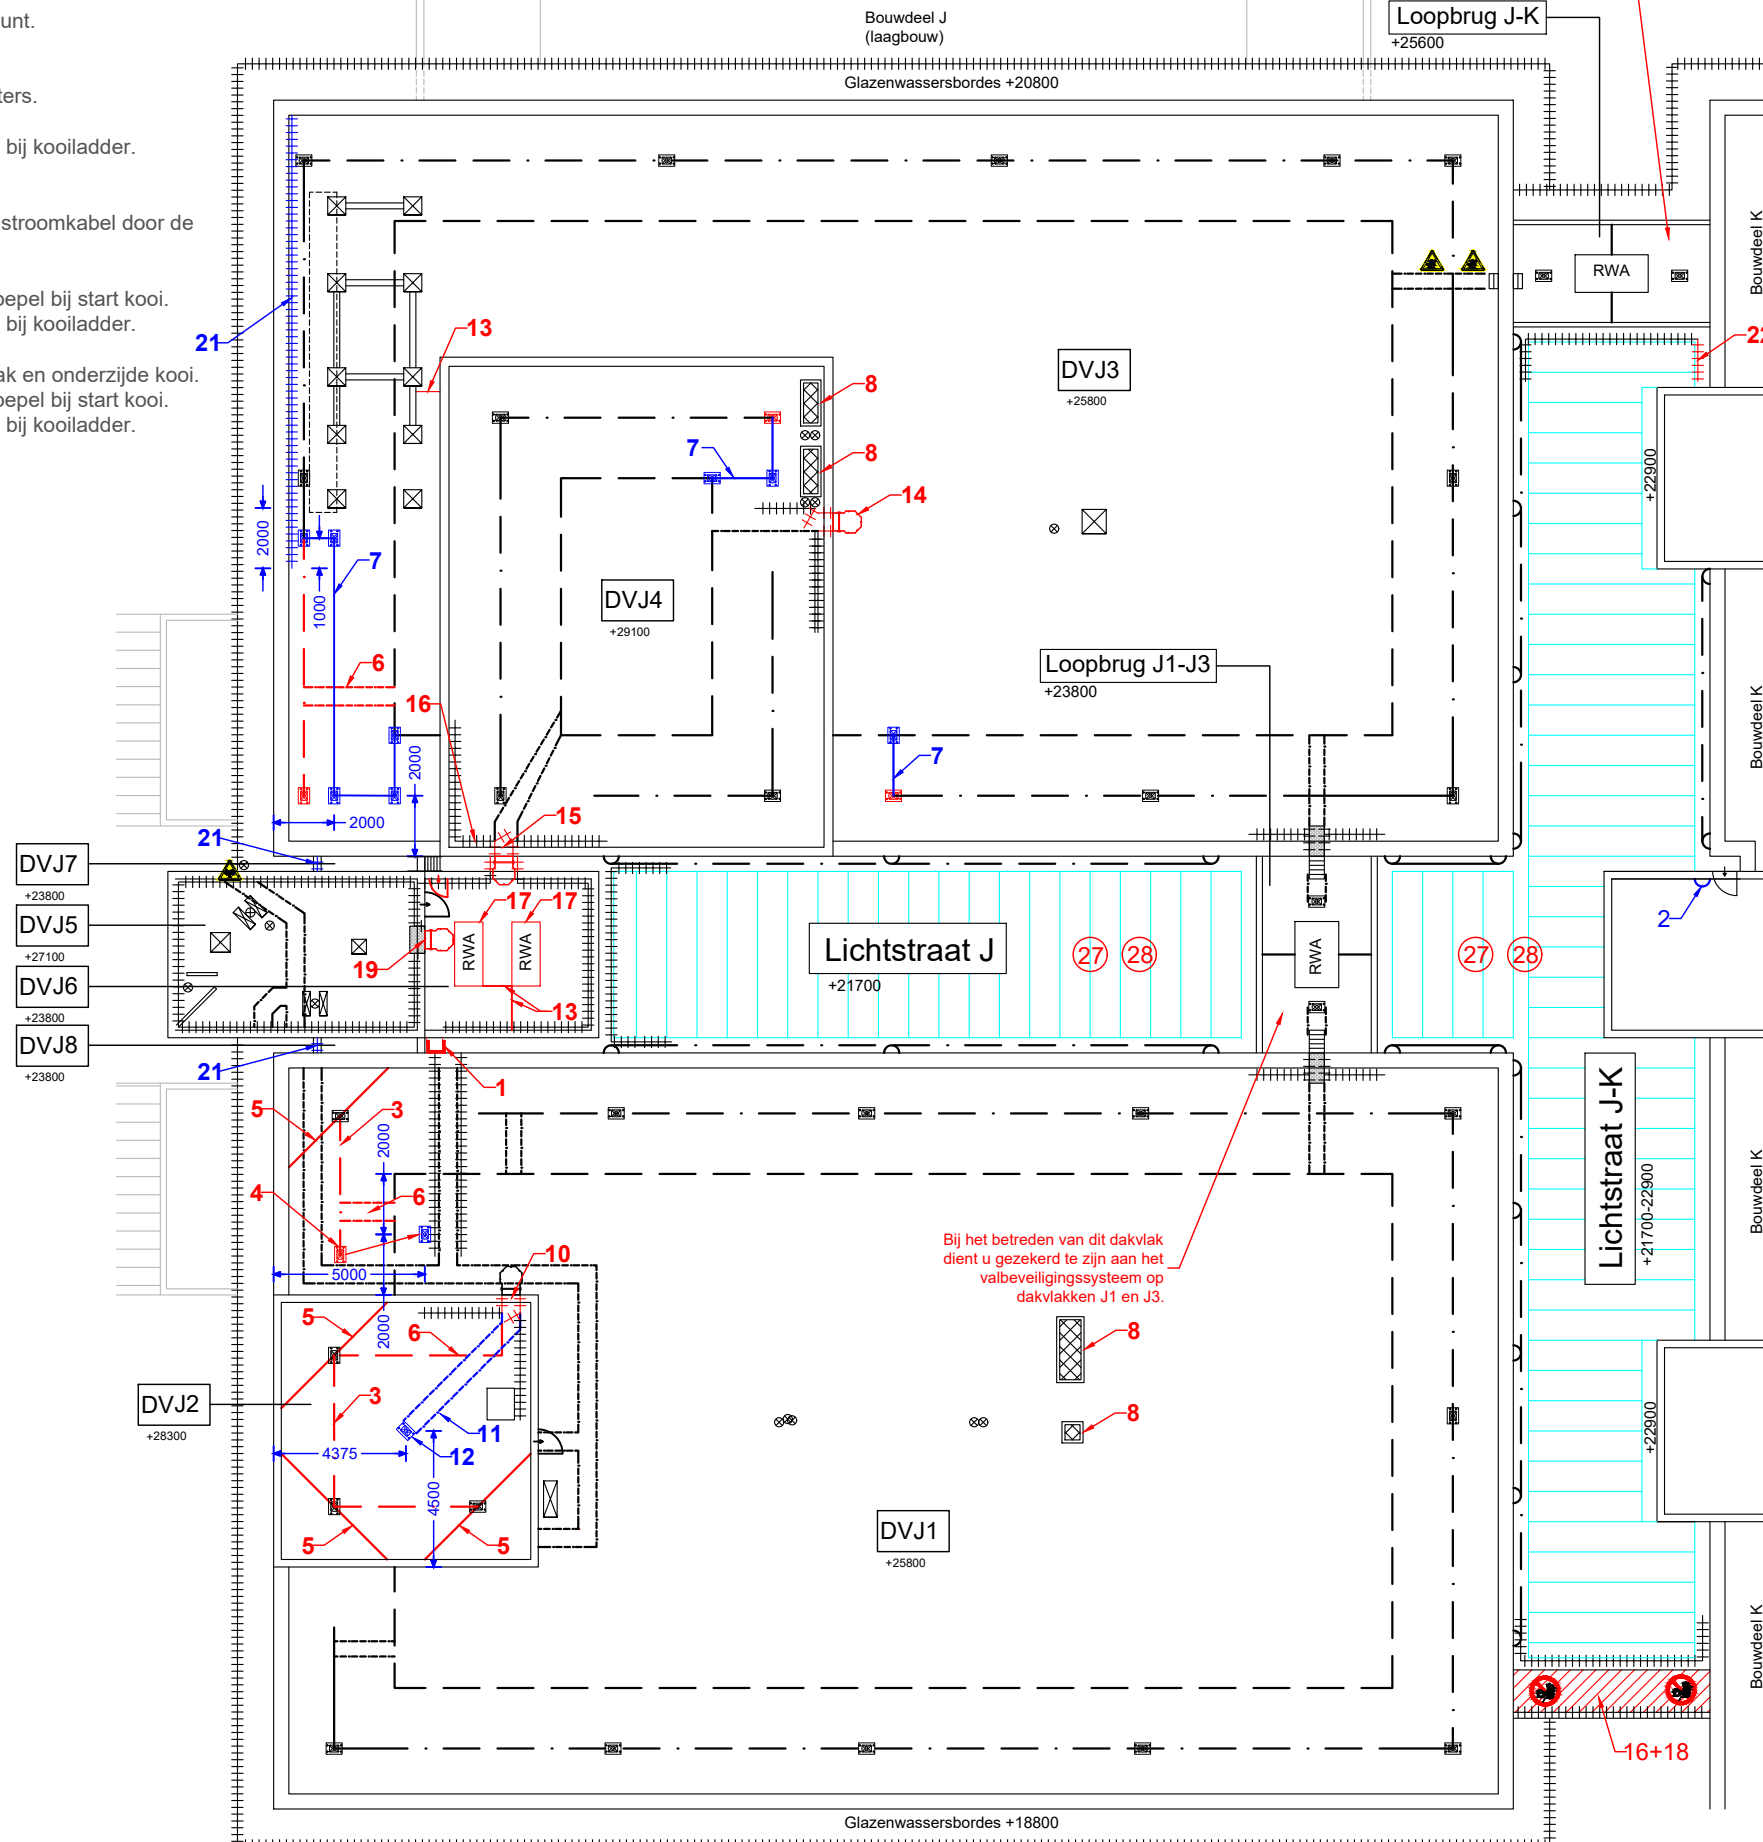 unt.
ters.
bij kooiladder.
stroomkabel door de
oepel bij start kooi.
bij kooiladder.
ak en onderzijde kooi.
oepel bij start kooi.
bij kooiladder.
Bouwdeel J
(laagbouw)
Loopbrug J-K
+25600
Glazenwassersbordes +20800
RWA
Bouwdeel K
21
13
22
8
DVJ3
+25800
7
8
14
+22900
2000
7
1000
DVJ4
+29100
6
Loopbrug J1-J3
+23800
16
Bouwdeel K
2000
7
2000
15
21
DVJ7
+23800
DVJ5
+27100
DVJ6
+23800
DVJ8
+23800
17
17
RWA
RWA
19
13
Lichtstraat J
+21700
27
28
RWA
27
28
2
21
1
5
3
2000
4
6
5000
10
Lichtstraat J-K
+21700-22900
Bouwdeel K
Bij het betreden van dit dakvlak
dient u gezekerd te zijn aan het
valbeveiligingssysteem op
dakvlakken J1 en J3.
5
6
2000
8
DVJ2
+28300
3
11
12
4375
4500
8
+22900
5
5
DVJ1
+25800
Bouwdeel K
16+18
Glazenwassersbordes +18800